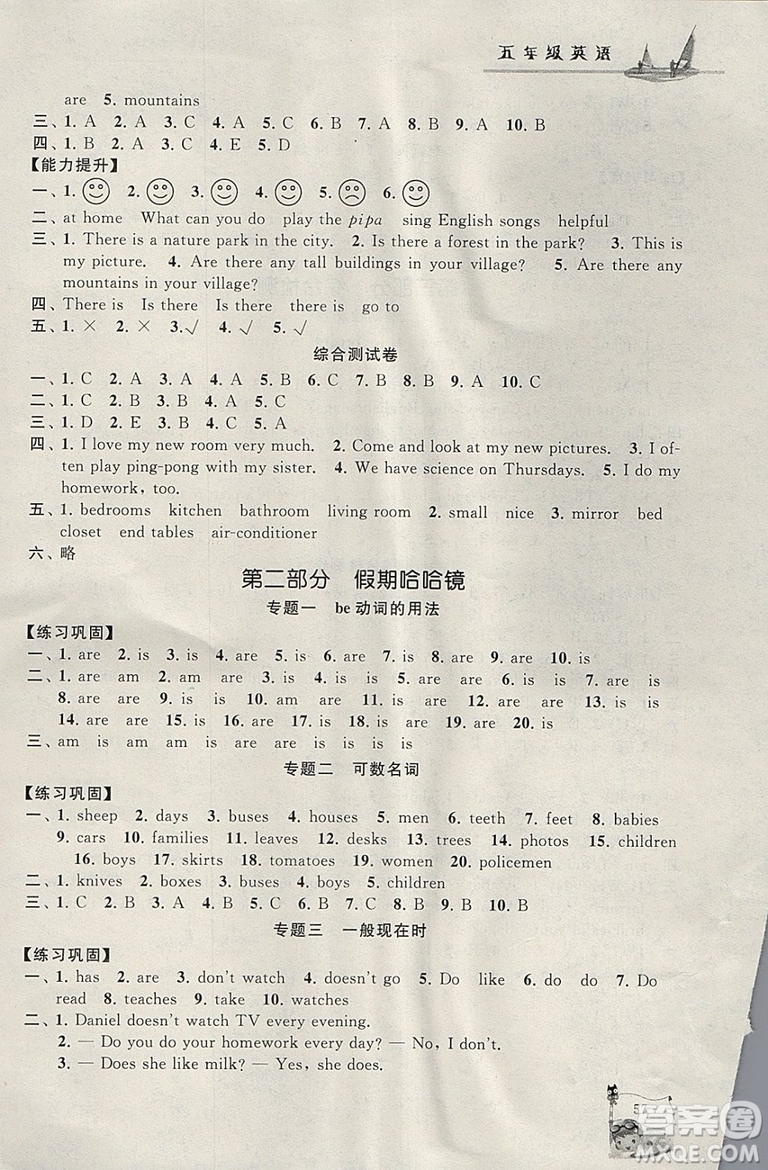 五年级英语
are 5. mountains
三、1. A 2. A 3. C 4. A 5. C 6. B 7. C 8. A 9. A 10. B
四、1. B 2. A 3. C 4. E 5. D
【能力提升】
一、1. 2. 3. 4. 5. 6.
二、at home What can you do play the pipa sing English songs helpful
三、1. There is a nature park in the city. 2. Is there a forest in the park? 3. This is
my picture. 4. Are there any tall buildings in your village? 5. Are there any
mountains in your village?
四、There is Is there Is there there is go to
五、1. × 2. × 3. √ 4. √ 5. √
综合测试卷
一、1. C 2. A 3. A 4. B 5. B 6. B 7. C 8. C 9. B 10. C
二、1. C 2. B 3. B 4. A 5. C
三、1. D 2. E 3. B 4. C 5. A
四、1. I love my new room very much. 2. Come and look at my new pictures. 3. I of-
ten play ping-pong with my sister. 4. We have science on Thursdays. 5. I do my
homework, too.
五、1. bedrooms kitchen bathroom living room 2. small nice 3. mirror bed
closet end tables air-conditioner
六、略
第二部分 假期哈哈镜
专题一 be动词的用法
【练习巩固】
一、1. are 2. is 3. is 4. is 5. are 6. is 7. is 8. is 9. are 10. is
二、1. are am 2. are am 3. is 4. is is 5. is 6. are 7. is is
8. are are 9. is is 10. is 11. am are are 12. is 13. is is
14. are are 15. is 16. is 17. is 18. are 19. are 20. is
三、am is am am is are are is is is is
专题二 可数名词
【练习巩固】
一、1. sheep 2. days 3. buses 4. houses 5. men 6. teeth 7. feet 8. babies
9. cars 10. families 11. leaves 12. desks 13. trees 14. photos 15. children
16. boys 17. skirts 18. tomatoes 19. women 20. policemen
二、1. knives 2. boxes 3. buses 4. boys 5. children
三、1. C 2. B 3. A 4. A 5. C 6. B 7. A 8. C 9. B 10. B
专题三 一般现在时
【练习巩固】
一、1. has 2. are 3. don't watch 4. doesn't go 5. Do like 6. do 7. Do
read 8. teaches 9. take 10. watches
二、1. Daniel doesn't watch TV every evening.
2. — Do you do your homework every day? — No, I don't.
3. — Does she like milk? — Yes, she does.
答案圈
MXQE.COM